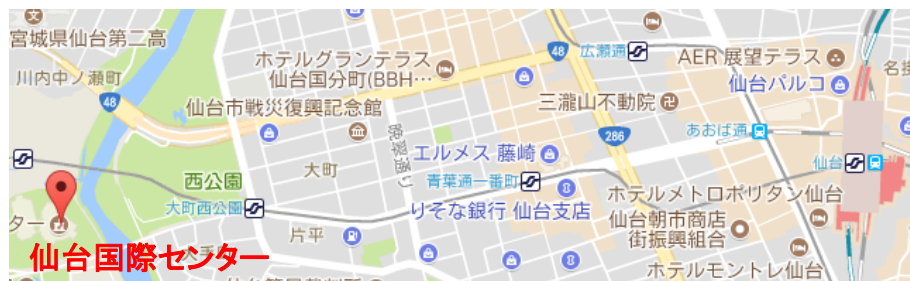 宮城県仙台第二高
川内中ノ瀬町
48
仙台市戦災復興記念館
ホテルグランテラス
仙台国分町(BBH…
48
広瀬通
AER 展望テラス
仙台パルコ
名掛
三瀧山不動院
286
あおば通
仙台
晩翠通り
エルメス 藤崎
大町
西公園
青葉通一番町
大町西公園
りそな銀行 仙台支店
ホテルメトロポリタン仙台
仙台朝市商店
街振興組合
片平
ター
仙台国際センター
大手町
ホテルモントレ仙台